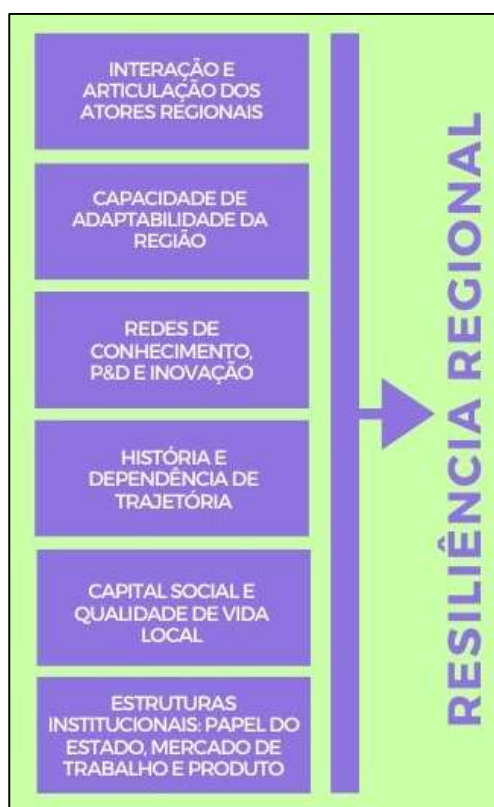 INTERAÇÃO E
ARTICULAÇÃO DOS
ATORES REGIONAIS
CAPACIDADE DE
ADAPTABILIDADE DA
REGIÃO
REDES DE
CONHECIMENTO,
P&D E INOVAÇÃO
HISTÓRIA E
DEPENDÊNCIA DE
TRAJETÓRIA
CAPITAL SOCIAL E
QUALIDADE DE VIDA
LOCAL
ESTRUTURAS
INSTITUCIONAIS: PAPEL DO
ESTADO, MERCADO DE
TRABALHO E PRODUTO
RESILIÊNCIA REGIONAL